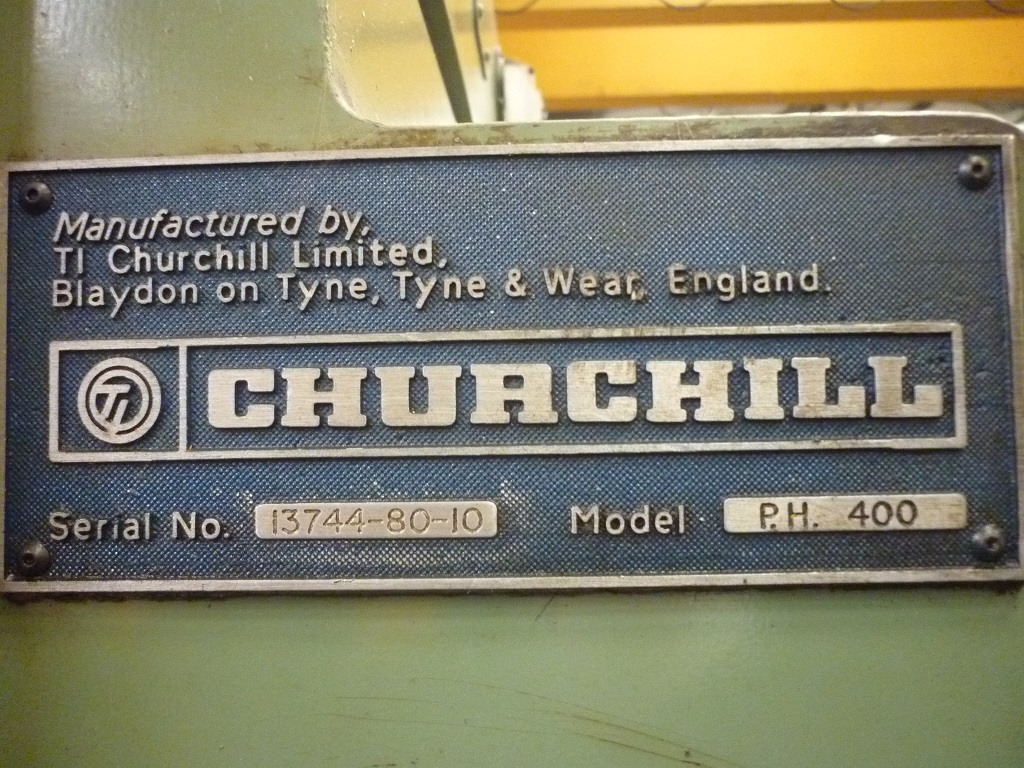 Manufactured by,
TI Churchill Limited,
Blaydon on Tyne, Tyne & Wear, England.
TI CHURCHILL
Serial No. 13744-80-10 Model P.H. 400